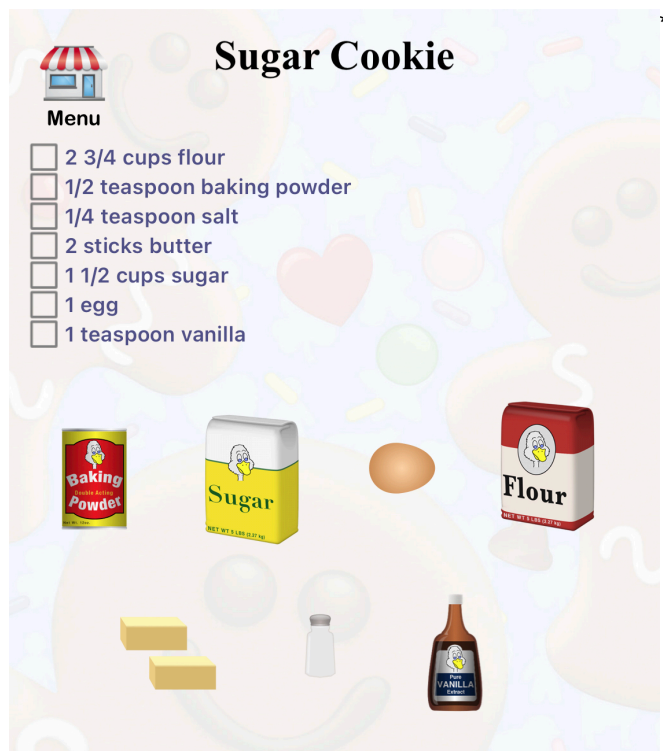 Sugar Cookie
Menu
2 3/4 cups flour
1/2 teaspoon baking powder
1/4 teaspoon salt
2 sticks butter
1 1/2 cups sugar
1 egg
1 teaspoon vanilla
Baking
Double Acting
Powder
Sugar
NET WT 5 LBS (2.27 kg)
Flour
NET WT 5 LBS (2.27 kg)
Pure
VANILLA
Extract